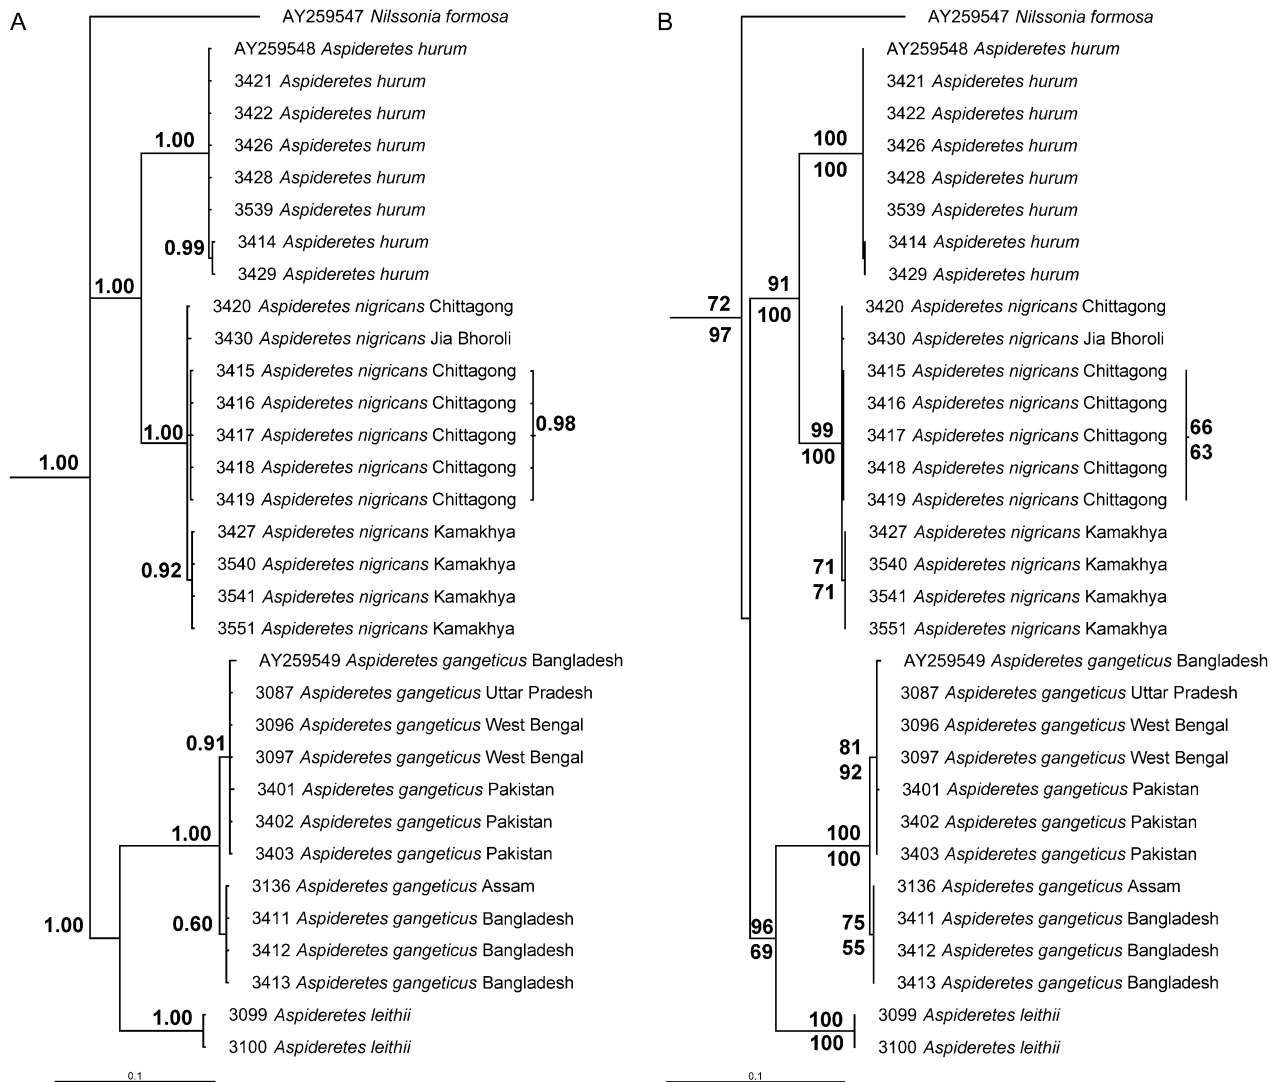 A
AY259547 Nilssonia formosa
AY259548 Aspideretes hurum
3421 Aspideretes hurum
3422 Aspideretes hurum
1.00
3426 Aspideretes hurum
3428 Aspideretes hurum
3539 Aspideretes hurum
0.99
3414 Aspideretes hurum
3429 Aspideretes hurum
1.00
3420 Aspideretes nigricans Chittagong
3430 Aspideretes nigricans Jia Bhoroli
3415 Aspideretes nigricans Chittagong
3416 Aspideretes nigricans Chittagong
0.98
1.00
3417 Aspideretes nigricans Chittagong
3418 Aspideretes nigricans Chittagong
1.00
3419 Aspideretes nigricans Chittagong
3427 Aspideretes nigricans Kamakhya
0.92
3540 Aspideretes nigricans Kamakhya
3541 Aspideretes nigricans Kamakhya
3551 Aspideretes nigricans Kamakhya
AY259549 Aspideretes gangeticus Bangladesh
3087 Aspideretes gangeticus Uttar Pradesh
3096 Aspideretes gangeticus West Bengal
0.91
3097 Aspideretes gangeticus West Bengal
3401 Aspideretes gangeticus Pakistan
3402 Aspideretes gangeticus Pakistan
1.00
3403 Aspideretes gangeticus Pakistan
3136 Aspideretes gangeticus Assam
1.00
0.60
3411 Aspideretes gangeticus Bangladesh
3412 Aspideretes gangeticus Bangladesh
3413 Aspideretes gangeticus Bangladesh
1.00
3099 Aspideretes leithii
3100 Aspideretes leithii
0.1
B
AY259547 Nilssonia formosa
AY259548 Aspideretes hurum
3421 Aspideretes hurum
3422 Aspideretes hurum
100
3426 Aspideretes hurum
100
3428 Aspideretes hurum
3539 Aspideretes hurum
3414 Aspideretes hurum
3429 Aspideretes hurum
91
72
3420 Aspideretes nigricans Chittagong
100
97
3430 Aspideretes nigricans Jia Bhoroli
3415 Aspideretes nigricans Chittagong
3416 Aspideretes nigricans Chittagong
66
99
3417 Aspideretes nigricans Chittagong
63
100
3418 Aspideretes nigricans Chittagong
3419 Aspideretes nigricans Chittagong
3427 Aspideretes nigricans Kamakhya
71
3540 Aspideretes nigricans Kamakhya
71
3541 Aspideretes nigricans Kamakhya
3551 Aspideretes nigricans Kamakhya
AY259549 Aspideretes gangeticus Bangladesh
3087 Aspideretes gangeticus Uttar Pradesh
3096 Aspideretes gangeticus West Bengal
81
3097 Aspideretes gangeticus West Bengal
92
3401 Aspideretes gangeticus Pakistan
3402 Aspideretes gangeticus Pakistan
100
3403 Aspideretes gangeticus Pakistan
100
3136 Aspideretes gangeticus Assam
96
75
3411 Aspideretes gangeticus Bangladesh
69
55
3412 Aspideretes gangeticus Bangladesh
3413 Aspideretes gangeticus Bangladesh
100
3099 Aspideretes leithii
100
3100 Aspideretes leithii
0.1